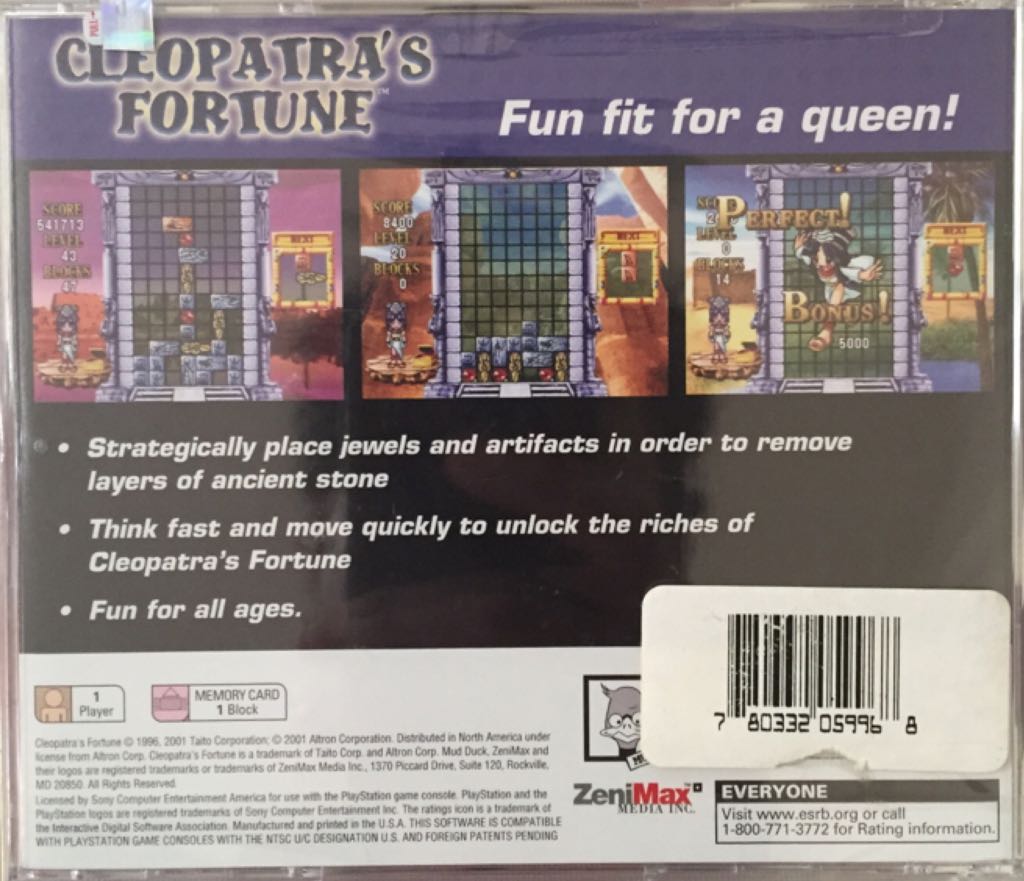 PULL
CLEOPATRA'S
FORTUNE™
Fun fit for a queen!
SCORE
541713
LEVEL
43
BLOCKS
47
NEXT
SCORE
8400
LEVEL
20
BLOCKS
0
NEXT
PERFECT!
LEVEL
0
BLOCKS
14
BONUS!
5000
NEXT
• Strategically place jewels and artifacts in order to remove
layers of ancient stone
• Think fast and move quickly to unlock the riches of
Cleopatra's Fortune
• Fun for all ages.
1
Player
MEMORY CARD
1 Block
7 80332 05996 8
Cleopatra's Fortune © 1996, 2001 Taito Corporation; © 2001 Altron Corporation. Distributed in North America under
license from Altron Corp. Cleopatra's Fortune is a trademark of Taito Corp. and Altron Corp. Mud Duck, ZeniMax and
their logos are registered trademarks or trademarks of ZeniMax Media Inc., 1370 Piccard Drive, Suite 120, Rockville,
MD 20850. All Rights Reserved.
Licensed by Sony Computer Entertainment America for use with the PlayStation game console. PlayStation and the
PlayStation logos are registered trademarks of Sony Computer Entertainment Inc. The ratings icon is a trademark of
the Interactive Digital Software Association. Manufactured and printed in the U.S.A. THIS SOFTWARE IS COMPATIBLE
WITH PLAYSTATION GAME CONSOLES WITH THE NTSC U/C DESIGNATION U.S. AND FOREIGN PATENTS PENDING
ZeniMax
MEDIA INC.
EVERYONE
Visit www.esrb.org or call
1-800-771-3772 for Rating information.